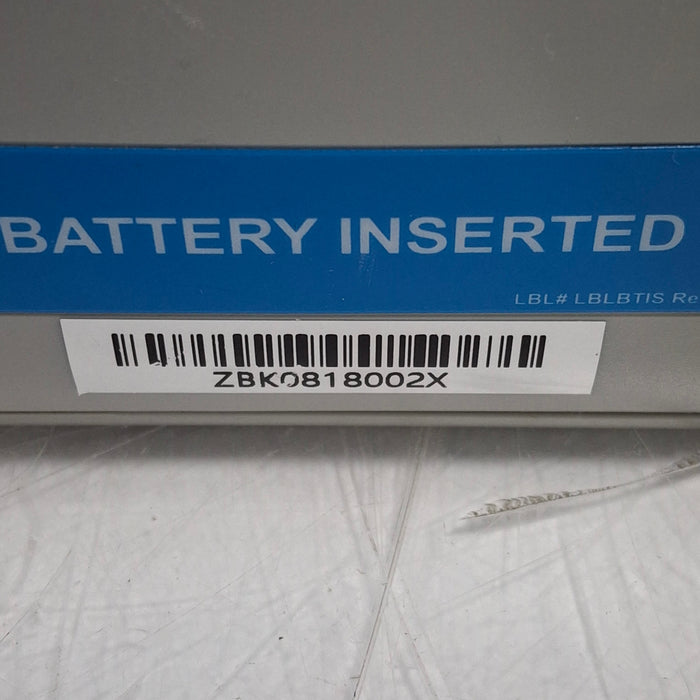 BATTERY INSERTED
LBL# LBLBTIS Re
ZBK0818002X